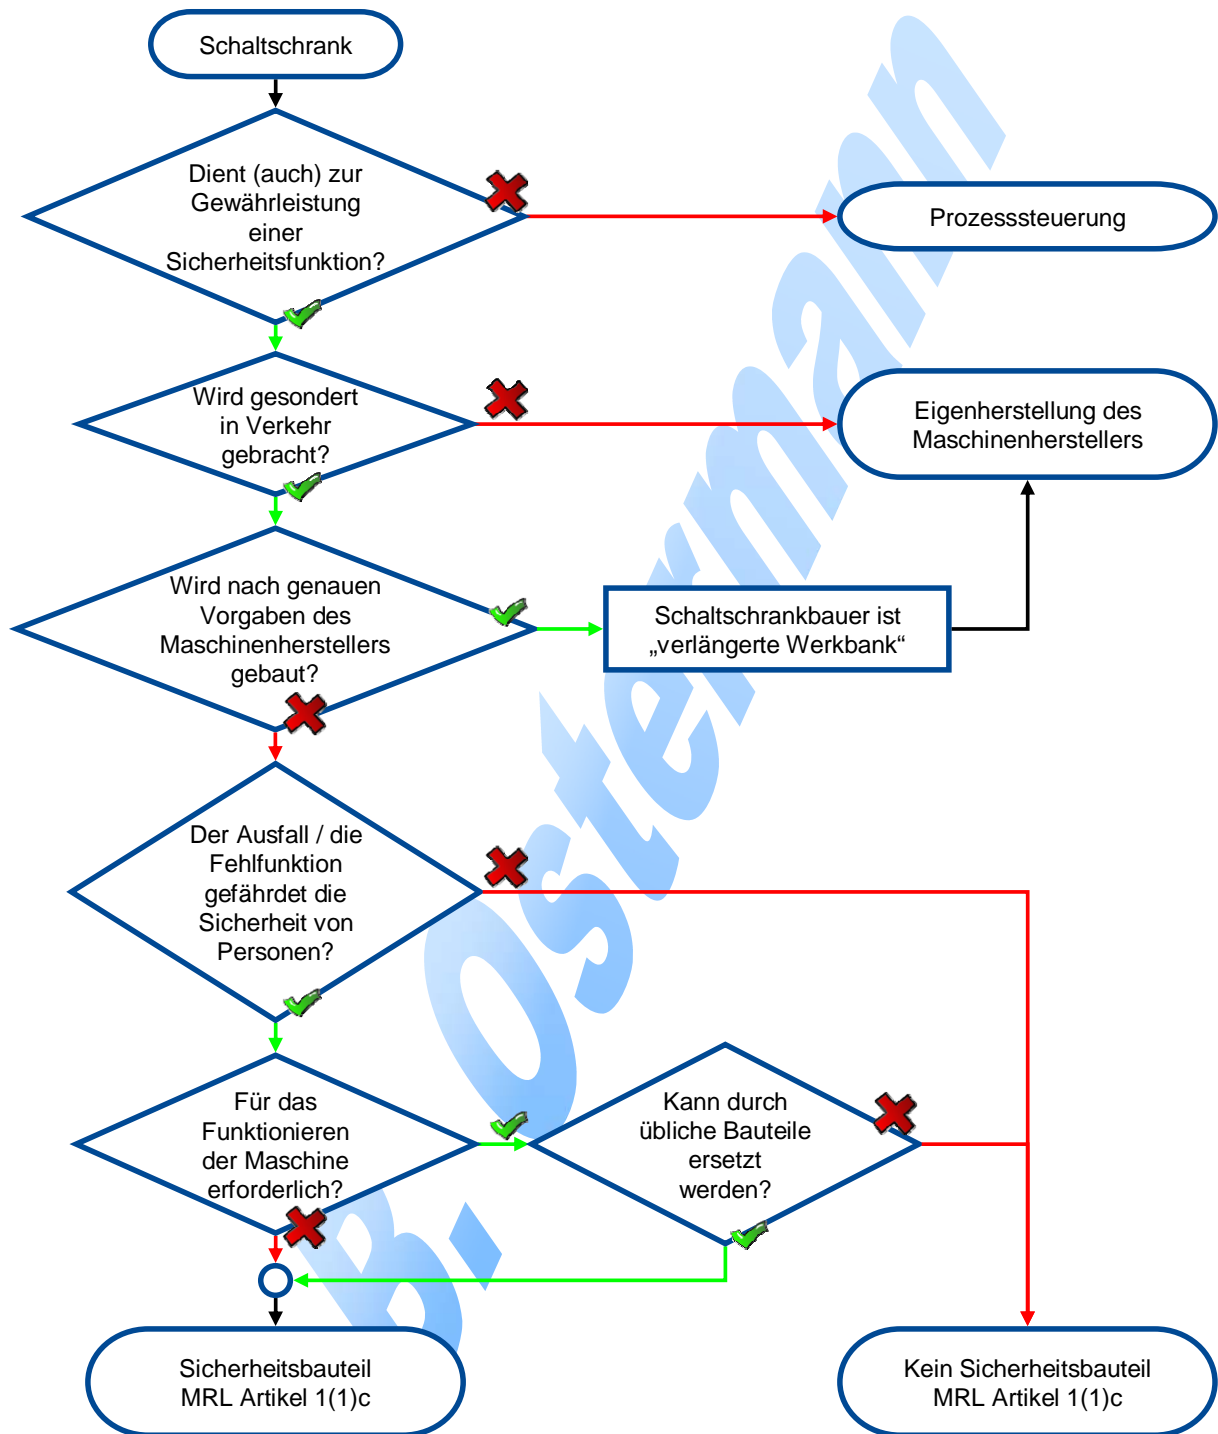 Schaltschrank
Dient (auch) zur
Gewährleistung
einer
Sicherheitsfunktion?
Prozesssteuerung
Wird gesondert
in Verkehr
gebracht?
Eigenherstellung des
Maschinenherstellers
Wird nach genauen
Vorgaben des
Maschinenherstellers
gebaut?
Schaltschrankbauer ist
„verlängerte Werkbank“
Der Ausfall / die
Fehlfunktion
gefährdet die
Sicherheit von
Personen?
Für das
Funktionieren
der Maschine
erforderlich?
Kann durch
übliche Bauteile
ersetzt
werden?
Sicherheitsbauteil
MRL Artikel 1(1)c
Kein Sicherheitsbauteil
MRL Artikel 1(1)c
B. Ostermann